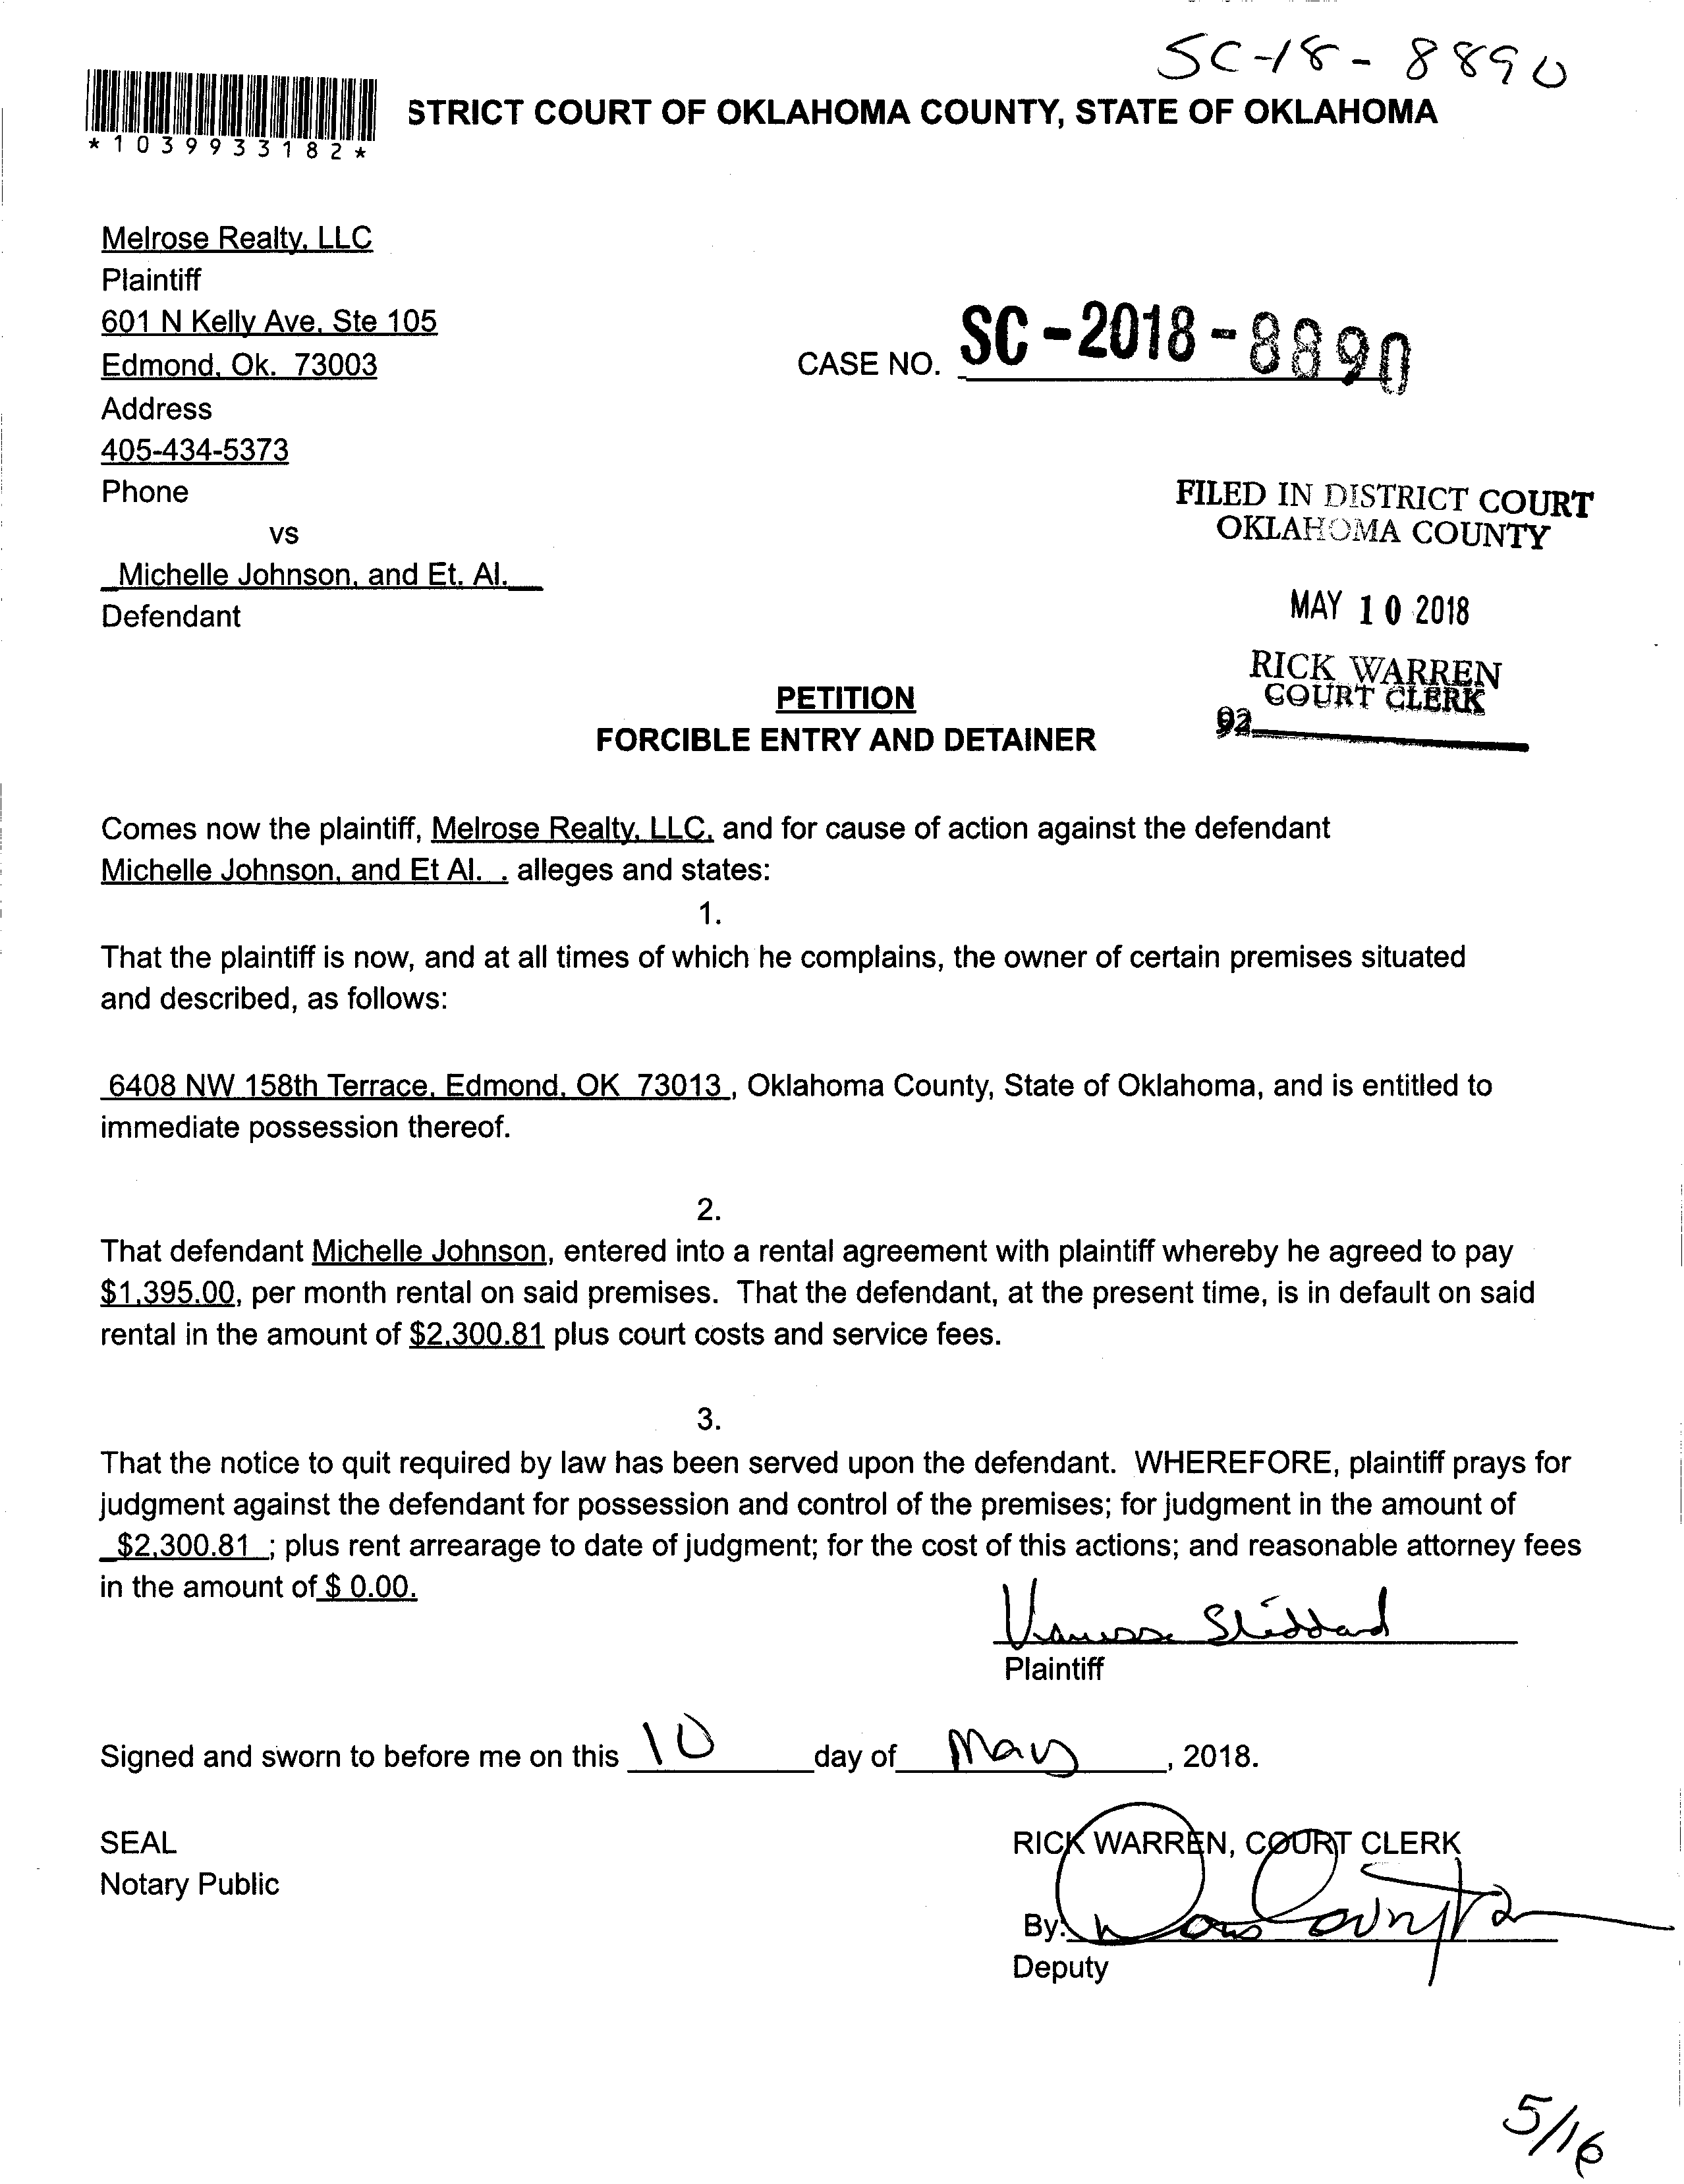 SC-18-8890
*1039933182*
STRICT COURT OF OKLAHOMA COUNTY, STATE OF OKLAHOMA
Melrose Realty, LLC
Plaintiff
601 N Kelly Ave, Ste 105
Edmond, Ok. 73003
CASE NO. SC-2018-8890
Address
405-434-5373
Phone
FILED IN DISTRICT COURT
OKLAHOMA COUNTY
vs
Michelle Johnson, and Et. Al.
Defendant
MAY 10 2018
RICK WARREN
COURT CLERK
92
PETITION
FORCIBLE ENTRY AND DETAINER
Comes now the plaintiff, Melrose Realty, LLC, and for cause of action against the defendant
Michelle Johnson, and Et Al. . alleges and states:
1.
That the plaintiff is now, and at all times of which he complains, the owner of certain premises situated
and described, as follows:
6408 NW 158th Terrace, Edmond, OK 73013 , Oklahoma County, State of Oklahoma, and is entitled to
immediate possession thereof.
2.
That defendant Michelle Johnson, entered into a rental agreement with plaintiff whereby he agreed to pay
$1,395.00, per month rental on said premises. That the defendant, at the present time, is in default on said
rental in the amount of $2,300.81 plus court costs and service fees.
3.
That the notice to quit required by law has been served upon the defendant. WHEREFORE, plaintiff prays for
judgment against the defendant for possession and control of the premises; for judgment in the amount of
$2,300.81 ; plus rent arrearage to date of judgment; for the cost of this actions; and reasonable attorney fees
in the amount of $ 0.00.
Vanessa
Plaintiff
Signed and sworn to before me on this 10 day of May, 2018.
SEAL
Notary Public
RICK WARREN, COURT CLERK
By:
Deputy
5/16